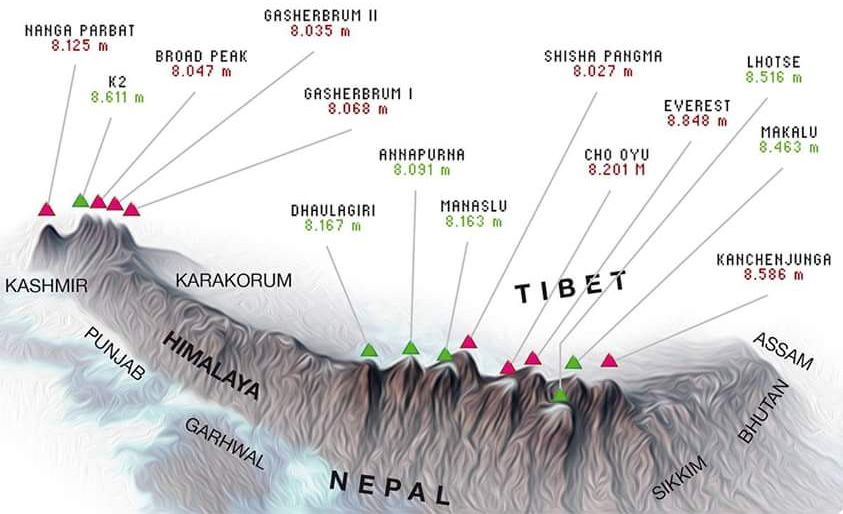 NANGA PARBAT
8.125 m
K2
8.611 m
BROAD PEAK
8.047 m
GASHERBRUM II
8.035 m
GASHERBRUM I
8.068 m
ANNAPURNA
8.091 m
DHAULAGIRI
8.167 m
MANASLU
8.163 m
SHISHA PANGMA
8.027 m
CHO OYU
8.201 M
EVEREST
8.848 m
LHOTSE
8.516 m
MAKALU
8.463 m
KANCHENJUNGA
8.586 m
KASHMIR
KARAKORUM
TIBET
PUNJAB
HIMALAYA
GARHWAL
NEPAL
ASSAM
BHUTAN
SIKKIM